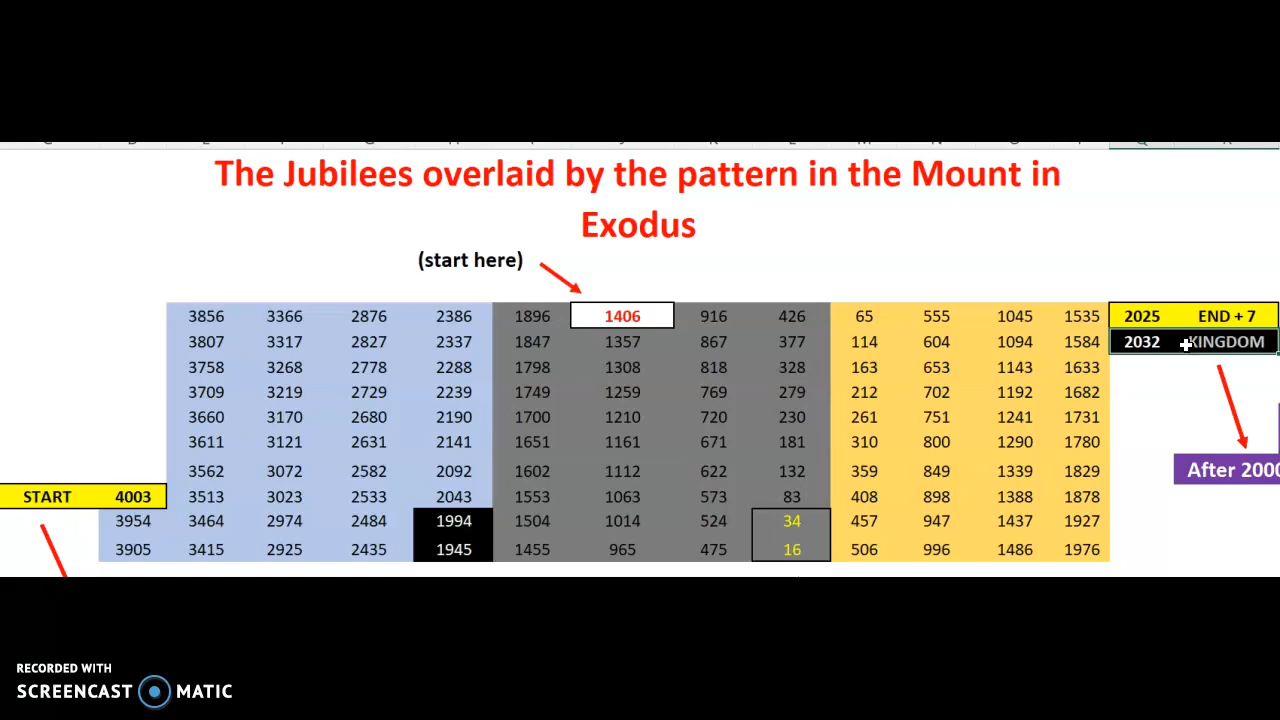 The Jubilees overlaid by the pattern in the Mount in
Exodus
(start here)
3856 3366 2876 2386 1896 1406 916 426 65 555 1045 1535 2025 END + 7
3807 3317 2827 2337 1847 1357 867 377 114 604 1094 1584 2032 KINGDOM
3758 3268 2778 2288 1798 1308 818 328 163 653 1143 1633
3709 3219 2729 2239 1749 1259 769 279 212 702 1192 1682
3660 3170 2680 2190 1700 1210 720 230 261 751 1241 1731
3611 3121 2631 2141 1651 1161 671 181 310 800 1290 1780
3562 3072 2582 2092 1602 1112 622 132 359 849 1339 1829 After 2000
START 4003 3513 3023 2533 2043 1553 1063 573 83 408 898 1388 1878
3954 3464 2974 2484 1994 1504 1014 524 34 457 947 1437 1927
3905 3415 2925 2435 1945 1455 965 475 16 506 996 1486 1976
RECORDED WITH
SCREENCAST MATIC